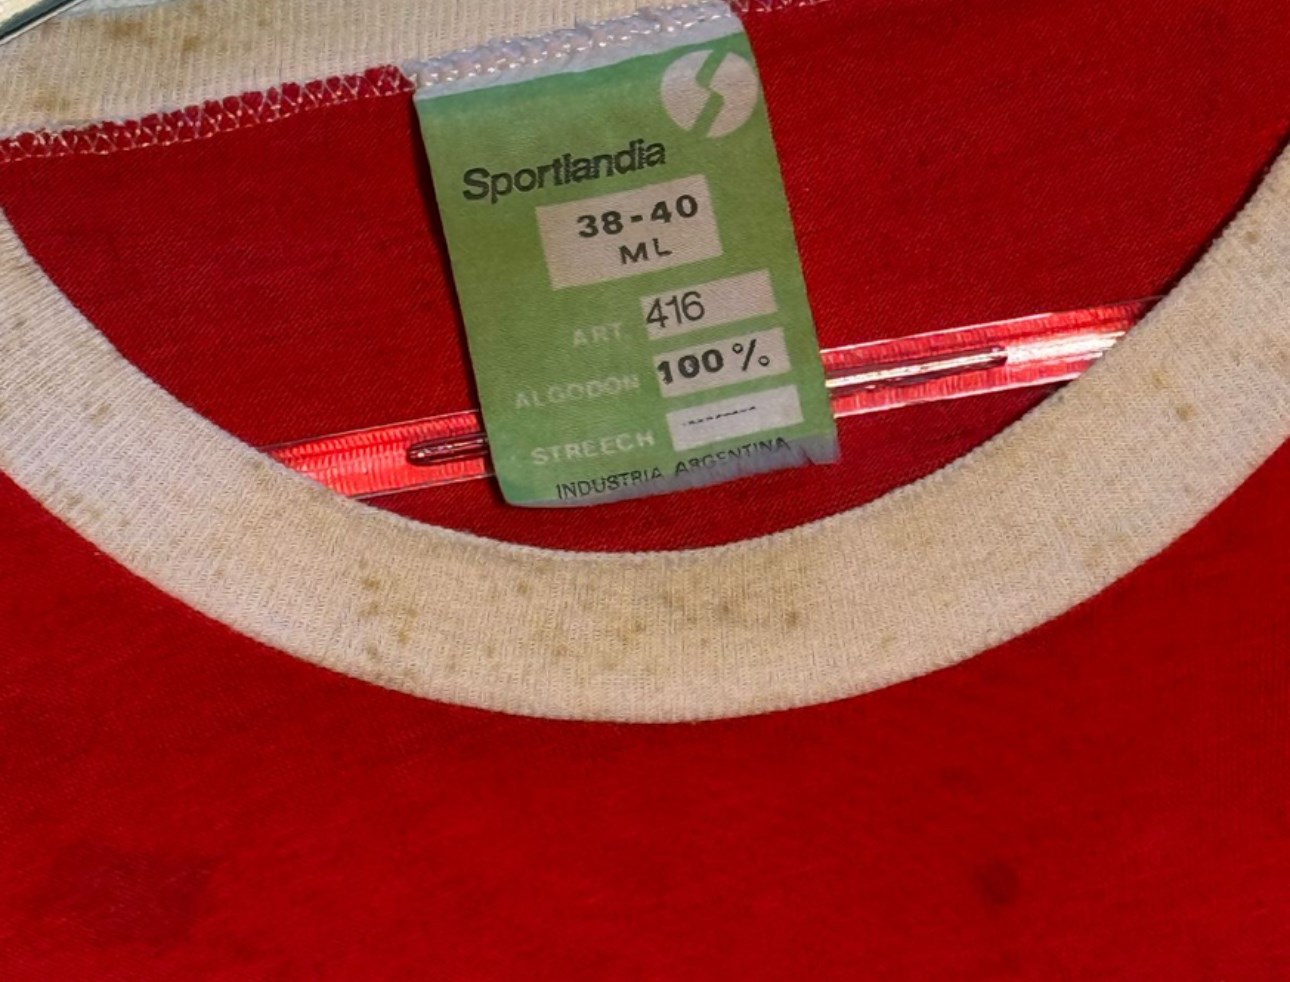 Sportlandia
38-40
ML
ART. 416
ALGODON 100%
STREECH -------
INDUSTRIA ARGENTINA